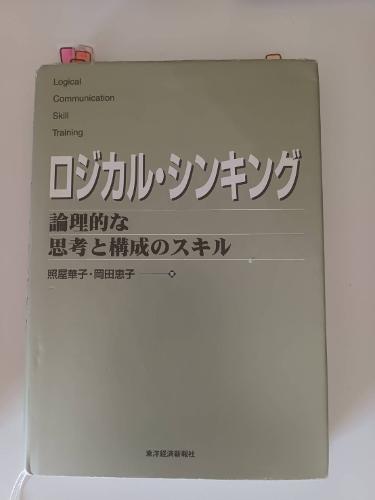 Logical
Communication
Skill
Training
ロジカル・シンキング
論理的な
思考と構成のスキル
照屋華子・岡田恵子——著
東洋経済新報社